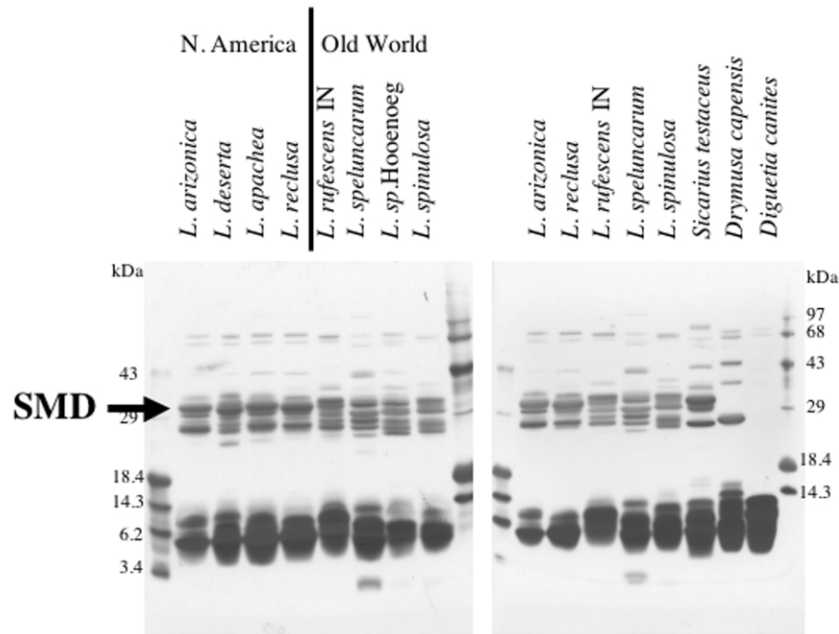 N. America Old World
L. arizonica
L. deserta
L. apachea
L. reclusa
L. rufescens IN
L. speluncarum
L. sp.Hooenoeg
L. spinulosa
L. arizonica
L. reclusa
L. rufescens IN
L. speluncarum
L. spinulosa
Sicarius testaceus
Drymusa capensis
Diguetia canites
kDa
43
SMD
29
18.4
14.3
6.2
3.4
kDa
97
68
43
29
18.4
14.3